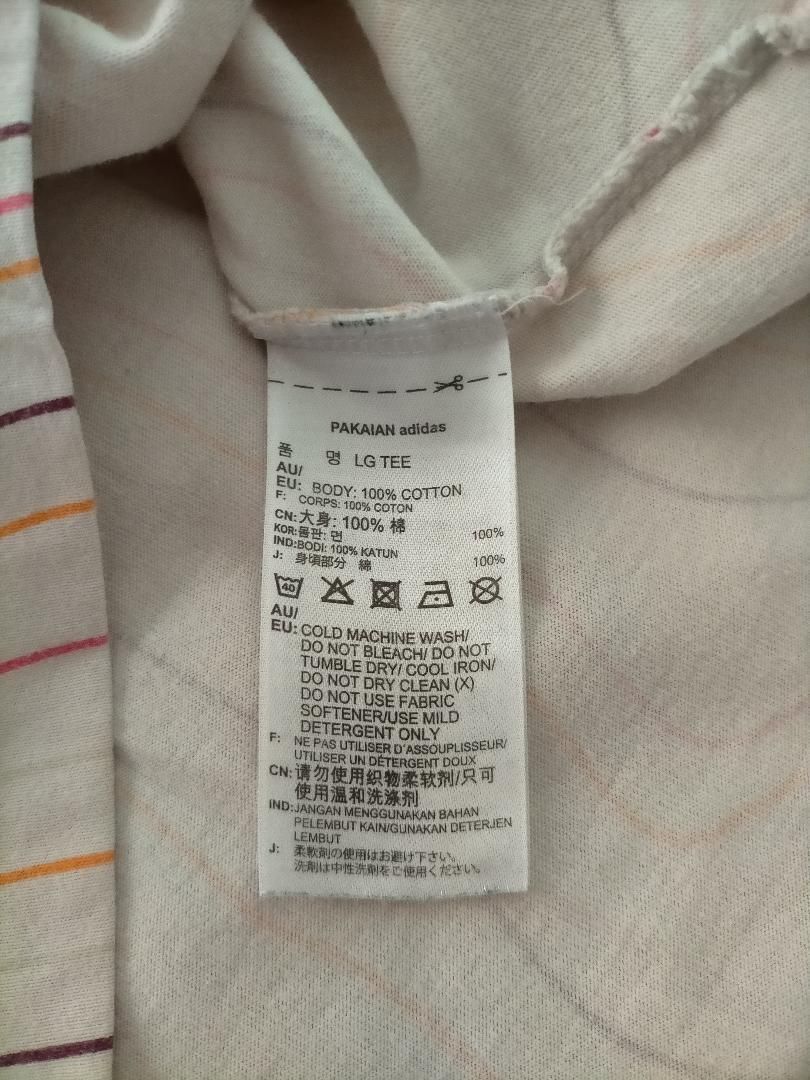 PAKAIAN adidas
품 명 LG TEE
AU/
EU: BODY: 100% COTTON
F: CORPS: 100% COTON
CN: 大身: 100% 棉
KOR: 몸판: 면 100%
IND: BODI: 100% KATUN
J: 身頃部分 綿 100%
40
AU/
EU: COLD MACHINE WASH/
DO NOT BLEACH/ DO NOT
TUMBLE DRY/ COOL IRON/
DO NOT DRY CLEAN (X)
DO NOT USE FABRIC
SOFTENER/USE MILD
DETERGENT ONLY
F: NE PAS UTILISER D'ASSOUPLISSEUR/
UTILISER UN DÉTERGENT DOUX
CN: 请勿使用织物柔软剂/只可
使用温和洗涤剂
IND: JANGAN MENGGUNAKAN BAHAN
PELEMBUT KAIN/GUNAKAN DETERJEN
LEMBUT
J: 柔軟剤の使用はお避け下さい。
洗剤は中性洗剤をご使用ください。